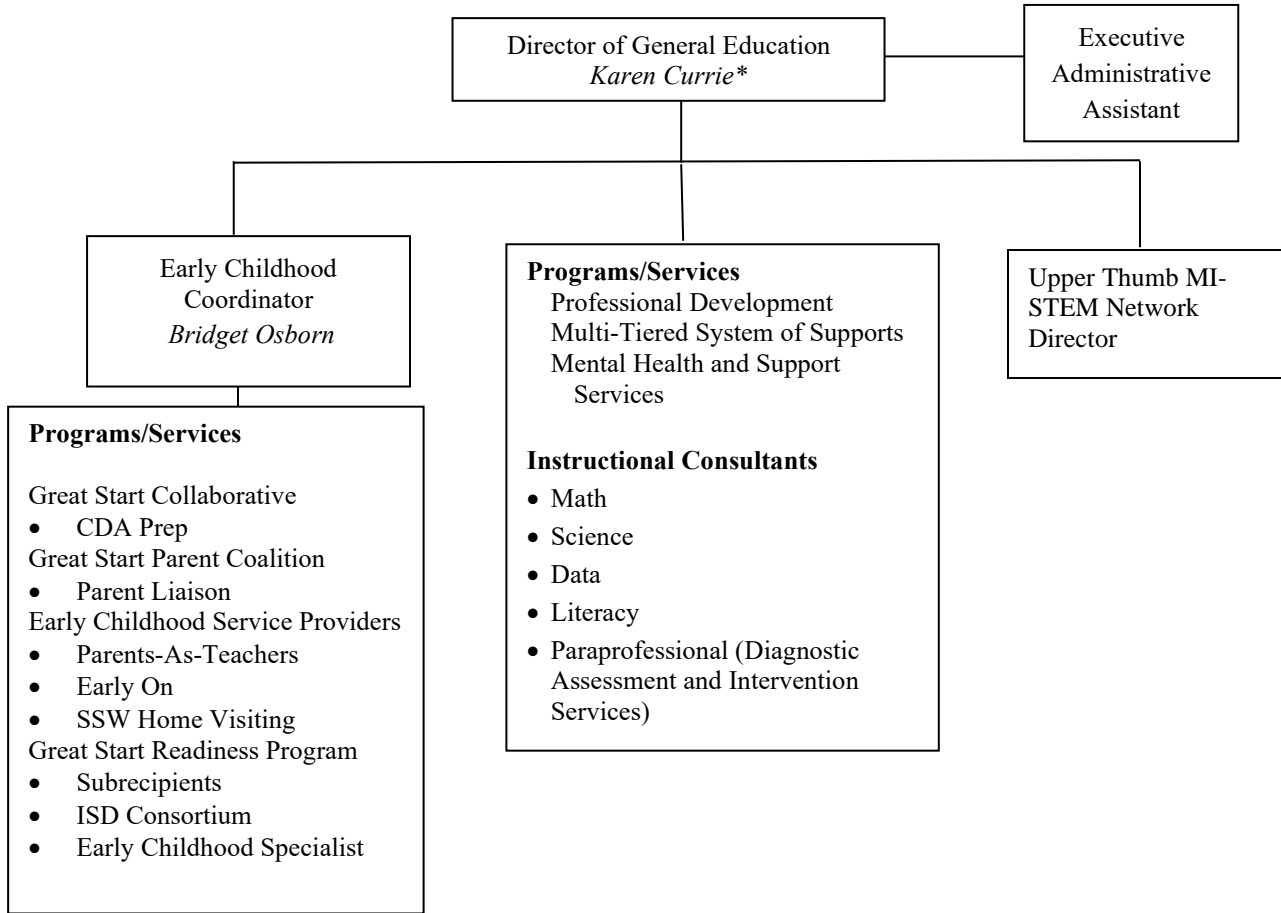 Director of General Education
Karen Currie*
Executive
Administrative
Assistant
Early Childhood
Coordinator
Bridget Osborn
Programs/Services
Professional Development
Multi-Tiered System of Supports
Mental Health and Support
Services
Instructional Consultants
• Math
• Science
• Data
• Literacy
• Paraprofessional (Diagnostic
Assessment and Intervention
Services)
Upper Thumb MI-
STEM Network
Director
Programs/Services
Great Start Collaborative
• CDA Prep
Great Start Parent Coalition
• Parent Liaison
Early Childhood Service Providers
• Parents-As-Teachers
• Early On
• SSW Home Visiting
Great Start Readiness Program
• Subrecipients
• ISD Consortium
• Early Childhood Specialist